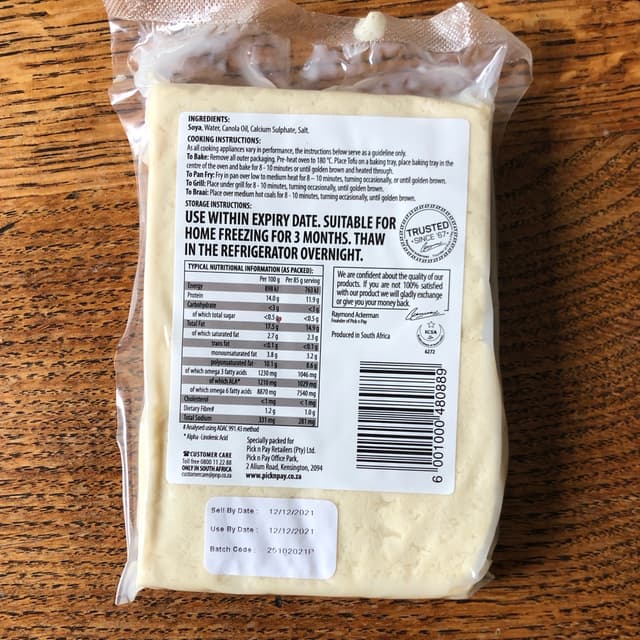 INGREDIENTS:
Soya, Water, Canola Oil, Calcium Sulphate, Salt.
COOKING INSTRUCTIONS:
As all cooking appliances vary in performance, the instructions below serve as a guideline only.
To Bake: Remove all outer packaging. Pre-heat oven to 180 °C. Place Tofu on a baking tray, place baking tray in the
centre of the oven and bake for 8 - 10 minutes or until golden brown and heated through.
To Pan Fry: Fry in pan over low to medium heat for 8 - 10 minutes, turning occasionally, or until golden brown.
To Grill: Place under grill for 8 - 10 minutes, turning occasionally, until golden brown.
To Braai: Place over medium hot coals for 8 - 10 minutes, turning occasionally, until golden brown.
STORAGE INSTRUCTIONS:
USE WITHIN EXPIRY DATE. SUITABLE FOR
HOME FREEZING FOR 3 MONTHS. THAW
IN THE REFRIGERATOR OVERNIGHT.
TRUSTED
SINCE '67
TYPICAL NUTRITIONAL INFORMATION (AS PACKED):
Per 100 g Per 85 g serving
Energy 898 kJ 763 kJ
Protein 14.0 g 11.9 g
Carbohydrate <3 g <3 g
of which total sugar <0.5 g <0.5 g
Total Fat 17.5 g 14.9 g
of which saturated fat 2.7 g 2.3 g
trans fat <0.1 g <0.1 g
monounsaturated fat 3.8 g 3.2 g
polyunsaturated fat 10.1 g 8.6 g
of which omega 3 fatty acids 1230 mg 1046 mg
of which ALA* 1210 mg 1029 mg
of which omega 6 fatty acids 8870 mg 7540 mg
Cholesterol <1 mg <1 mg
Dietary Fibre# 1.2 g 1.0 g
Total Sodium 331 mg 281 mg
# Analysed using AOAC 991.43 method
* Alpha - Linolenic Acid
We are confident about the quality of our
products. If you are not 100% satisfied
with our product we will gladly exchange
or give you your money back.
Raymond Ackerman
Founder of Pick n Pay
Produced in South Africa
KCSA
6272
CUSTOMER CARE
Toll free 0800 11 22 88
ONLY IN SOUTH AFRICA
customercare@pnp.co.za
Specially packed for
Pick n Pay Retailers (Pty) Ltd.
Pick n Pay Office Park,
2 Allum Road, Kensington, 2094
www.picknpay.co.za
6 001000 480889
Sell By Date : 12/12/2021
Use By Date : 12/12/2021
Batch Code : 25102021P